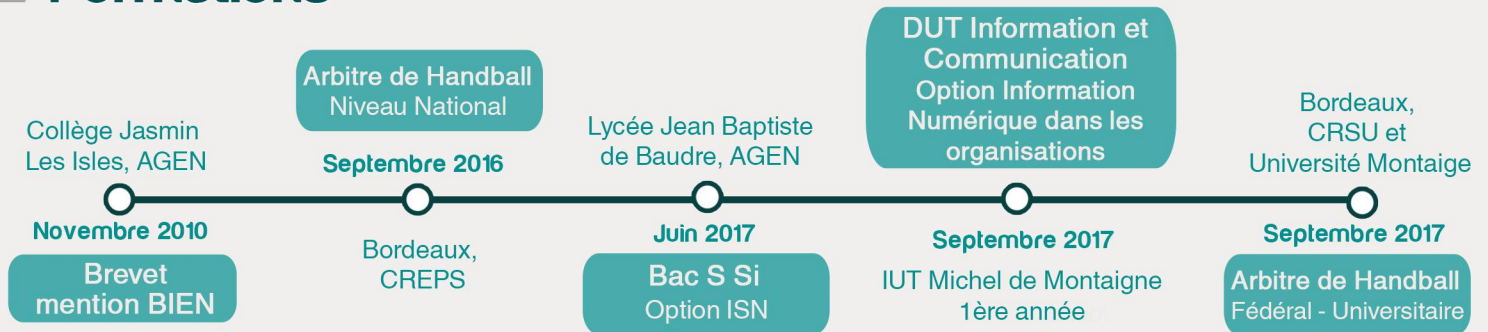 Formations
Collège Jasmin
Les Isles, AGEN
Novembre 2010
Brevet
mention BIEN
Arbitre de Handball
Niveau National
Septembre 2016
Bordeaux,
CREPS
Lycée Jean Baptiste
de Baudre, AGEN
Juin 2017
Bac S Si
Option ISN
DUT Information et
Communication
Option Information
Numérique dans les
organisations
Septembre 2017
IUT Michel de Montaigne
1ère année
Bordeaux,
CRSU et
Université Montaige
Septembre 2017
Arbitre de Handball
Fédéral - Universitaire